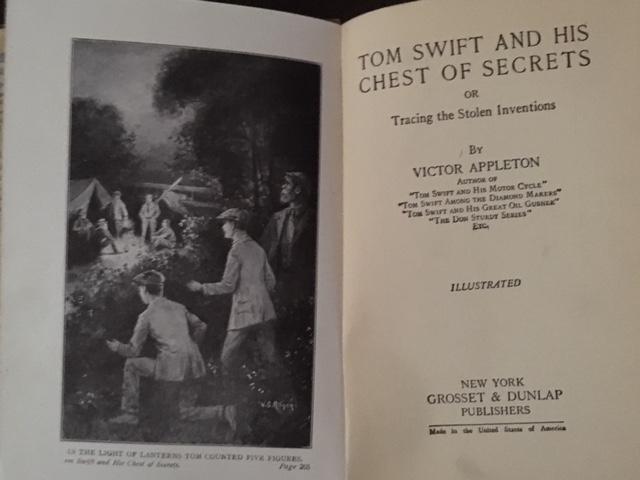 IN THE LIGHT OF LANTERNS TOM COUNTED FIVE FIGURES.
Swift and His Chest of Secrets. Page 205
TOM SWIFT AND HIS
CHEST OF SECRETS
OR
Tracing the Stolen Inventions
BY
VICTOR APPLETON
AUTHOR OF
"TOM SWIFT AND HIS MOTOR CYCLE"
"TOM SWIFT AMONG THE DIAMOND MAKERS"
"TOM SWIFT AND HIS GREAT OIL GUSHER"
"THE DON STURDY SERIES"
ETC.
ILLUSTRATED
NEW YORK
GROSSET & DUNLAP
PUBLISHERS
Made in the United States of America